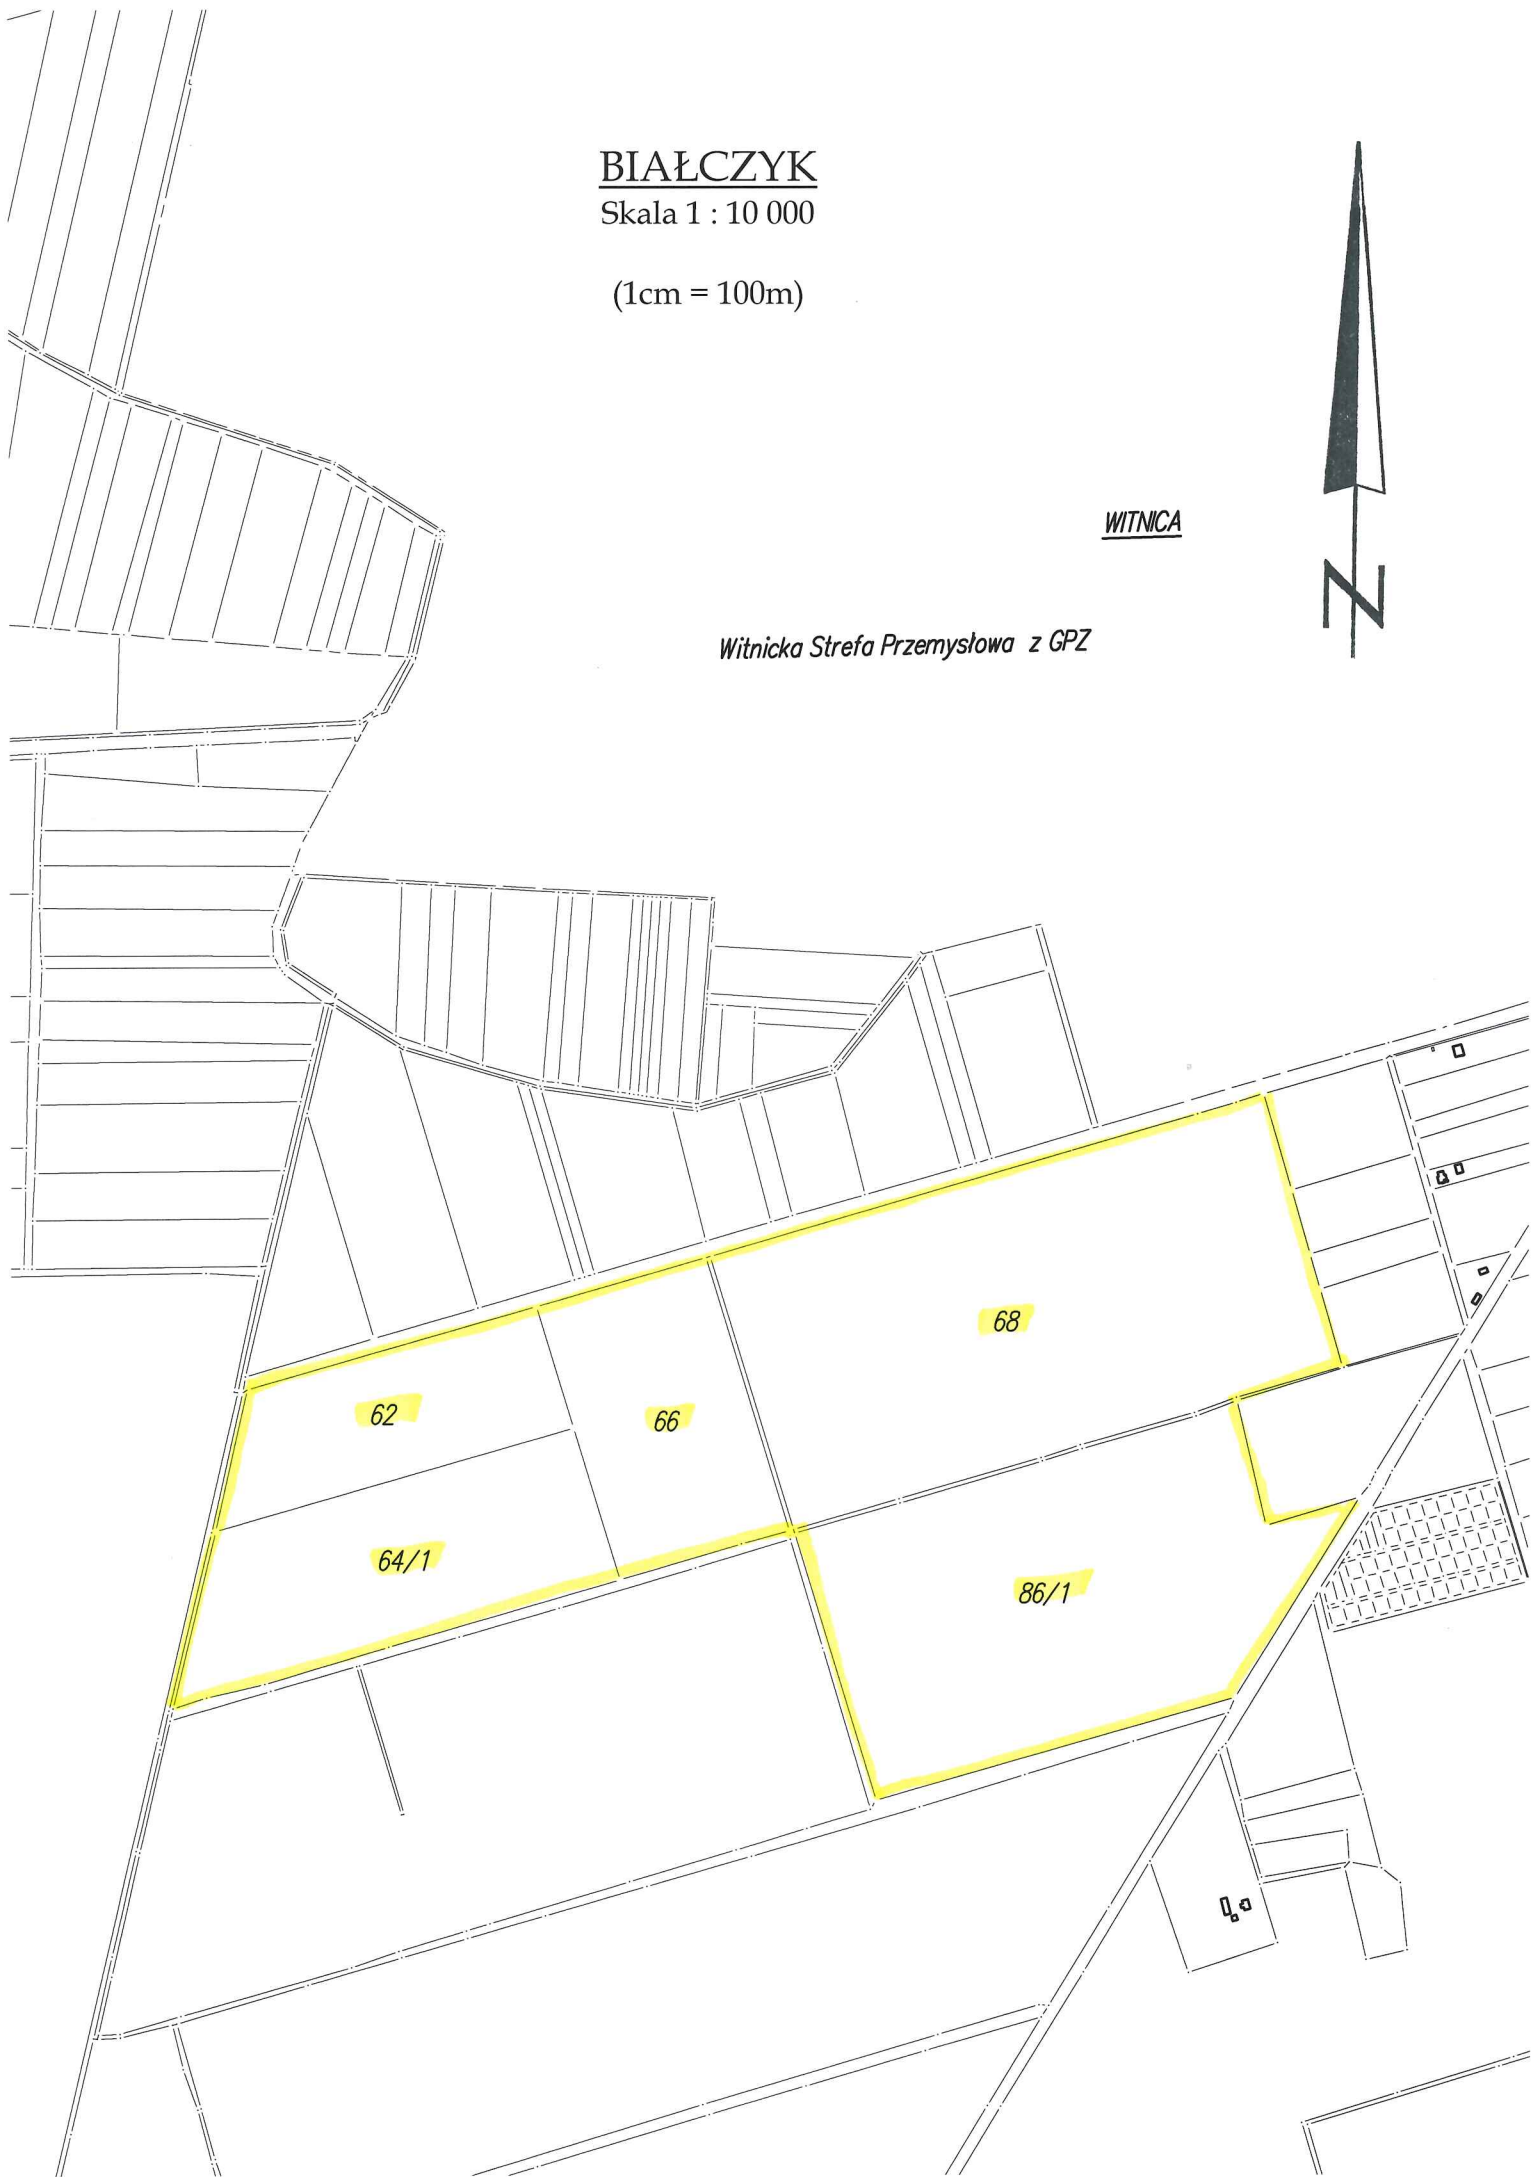 BIAŁCZYK
Skala 1 : 10 000
(1cm = 100m)
WITNICA
N
Witnicka Strefa Przemysłowa z GPZ
68
62
66
64/1
86/1